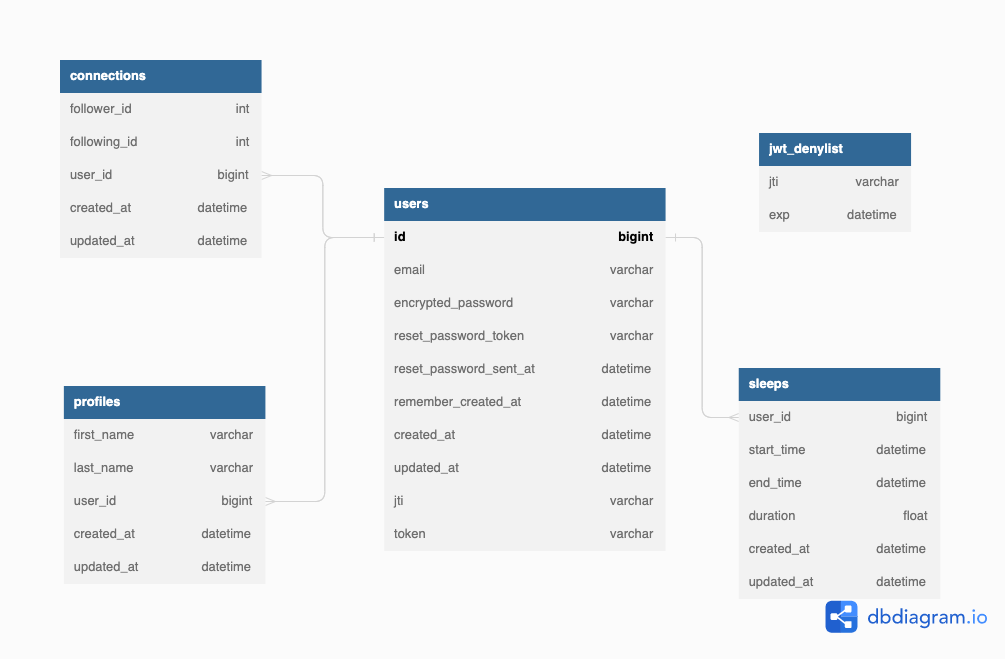 connections
follower_id int
following_id int
user_id bigint
created_at datetime
updated_at datetime
jwt_denylist
jti varchar
exp datetime
users
id bigint
email varchar
encrypted_password varchar
reset_password_token varchar
reset_password_sent_at datetime
remember_created_at datetime
created_at datetime
updated_at datetime
jti varchar
token varchar
profiles
first_name varchar
last_name varchar
user_id bigint
created_at datetime
updated_at datetime
sleeps
user_id bigint
start_time datetime
end_time datetime
duration float
created_at datetime
updated_at datetime
dbdiagram.io